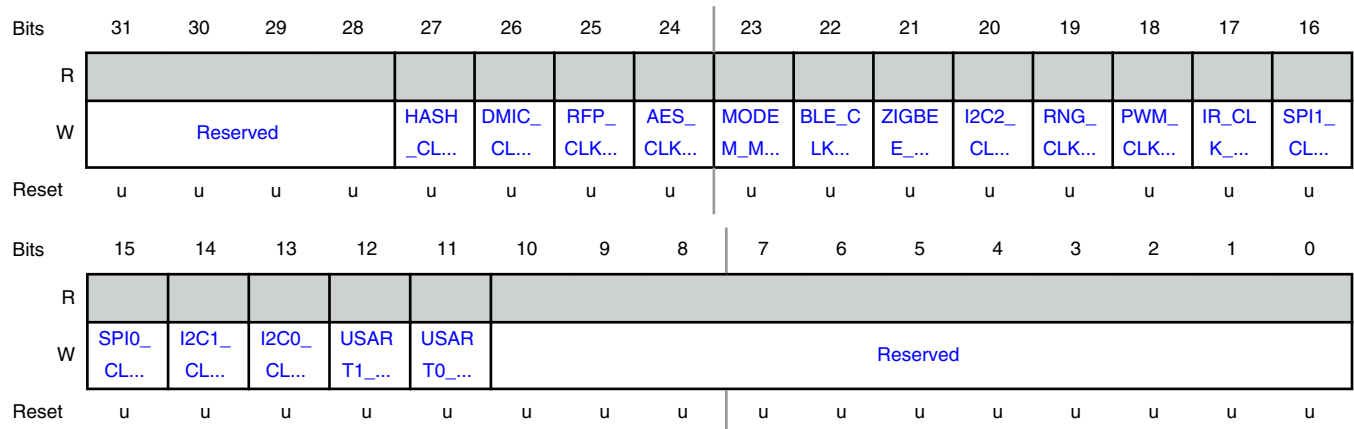 Bits 31 30 29 28 27 26 25 24 23 22 21 20 19 18 17 16
R
W Reserved HASH _CL... DMIC_ CL... RFP_ CLK... AES_ CLK... MODE M_M... BLE_C LK... ZIGBE E_... I2C2_ CL... RNG_ CLK... PWM_ CLK... IR_CL K_... SPI1_ CL...
Reset u u u u u u u u u u u u u u u u
Bits 15 14 13 12 11 10 9 8 7 6 5 4 3 2 1 0
R
W SPI0_ CL... I2C1_ CL... I2C0_ CL... USAR T1_... USAR T0_... Reserved
Reset u u u u u u u u u u u u u u u u